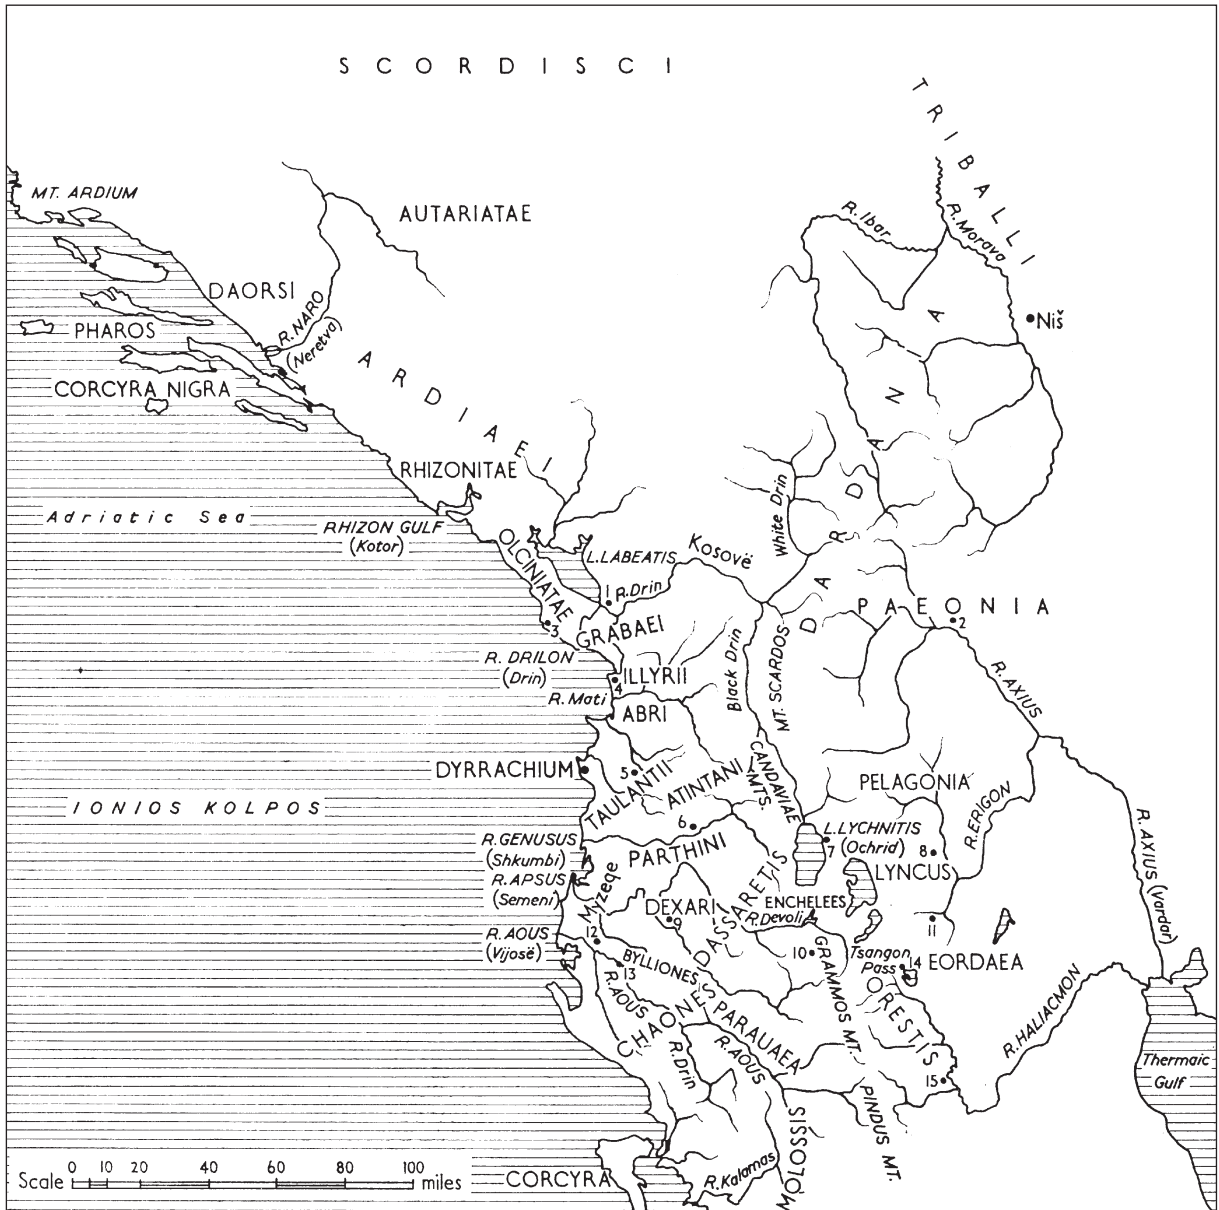 SCORDISCI
TRIBALLI
MT. ARDIUM
AUTARIATAE
R. Ibar
R. Morava
DAORSI
R. NARO
(Neretva)
PHAROS
Niš
ARDIAEI
CORCYRA NIGRA
DARDANIA
RHIZONITAE
White Drin
Adriatic Sea
RHIZON GULF
(Kotor)
OLCINIATAE
L. LABEATIS
Kosovë
1
R. Drin
3
GRABAEI
PAEONIA
2
R. DRILON
(Drin)
ILLYRII
4
Black Drin
MT. SCARDOS
R. AXIUS
R. Mati
ABRI
DYRRACHIUM
5
TAULANTII
ATINTANI
CANDAVIAE
MTS.
PELAGONIA
IONIOS KOLPOS
R. ERIGON
R. AXIUS (Vardar)
6
R. GENUSUS
(Shkumbi)
PARTHINI
L. LYCHNITIS
7 (Ochrid)
8
LYNCUS
R. APSUS
(Semeni)
Myzeqe
DEXARI
9
DASSARETIS
ENCHELEES
R. Devoli
11
R. AOUS
(Vijosë)
12
13
BYLLIONES
10
GRAMMOS MT.
Tsangon
Pass
14
EORDAEA
R. AOUS
CHAONES
PARAUAEA
ORESTIS
R. HALIACMON
R. Drin
R. AOUS
15
Thermaic
Gulf
PINDUS MT.
MOLOSSIS
R. Kalamas
CORCYRA
Scale 0 10 20 40 60 80 100 miles